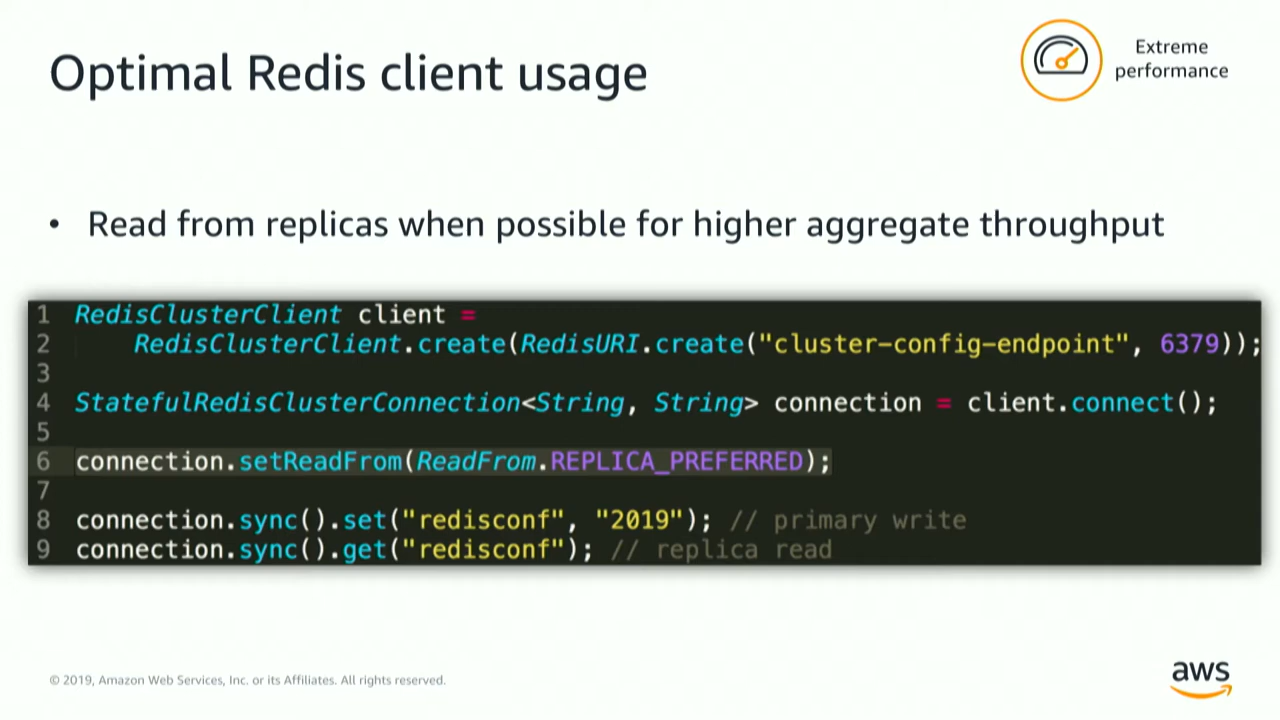 Optimal Redis client usage
Extreme
performance
• Read from replicas when possible for higher aggregate throughput
1 RedisClusterClient client =
2     RedisClusterClient.create(RedisURI.create("cluster-config-endpoint", 6379));
3
4 StatefulRedisClusterConnection<String, String> connection = client.connect();
5
6 connection.setReadFrom(ReadFrom.REPLICA_PREFERRED);
7
8 connection.sync().set("redisconf", "2019"); // primary write
9 connection.sync().get("redisconf"); // replica read
© 2019, Amazon Web Services, Inc. or its Affiliates. All rights reserved.
aws